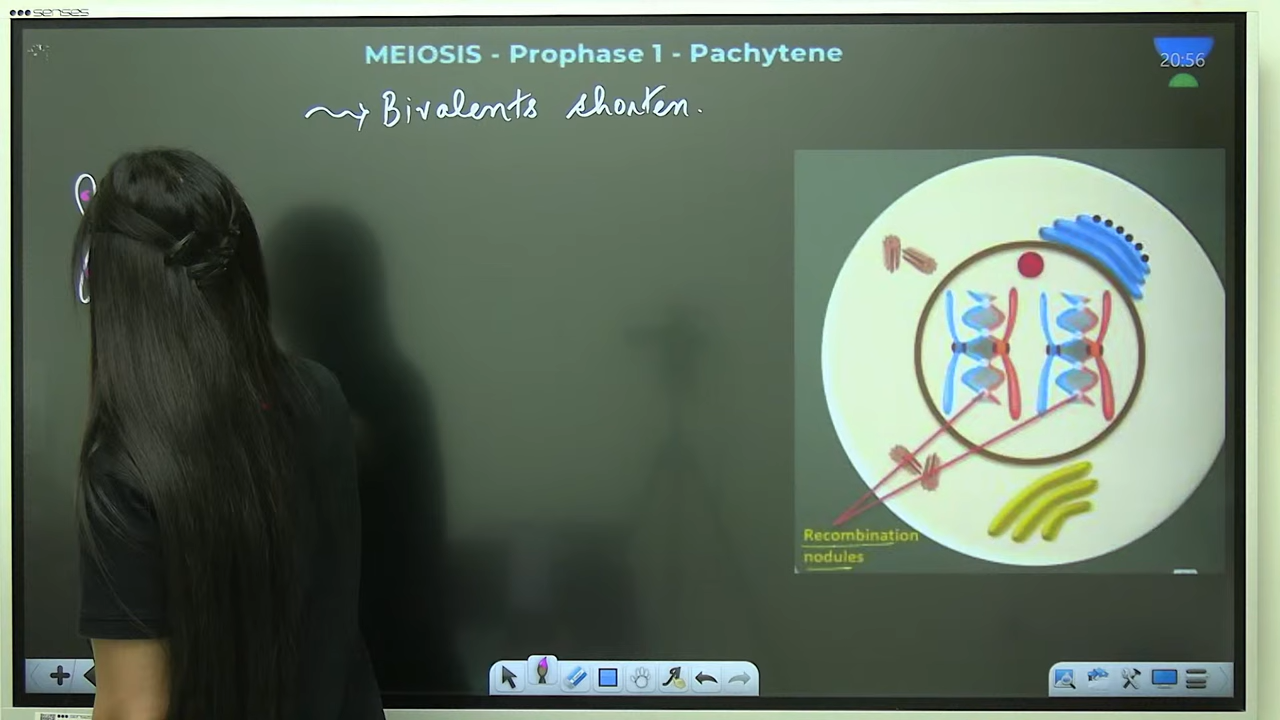 senses
MEIOSIS - Prophase 1 - Pachytene
20:56
Bivalents shorten.
Recombination
nodules